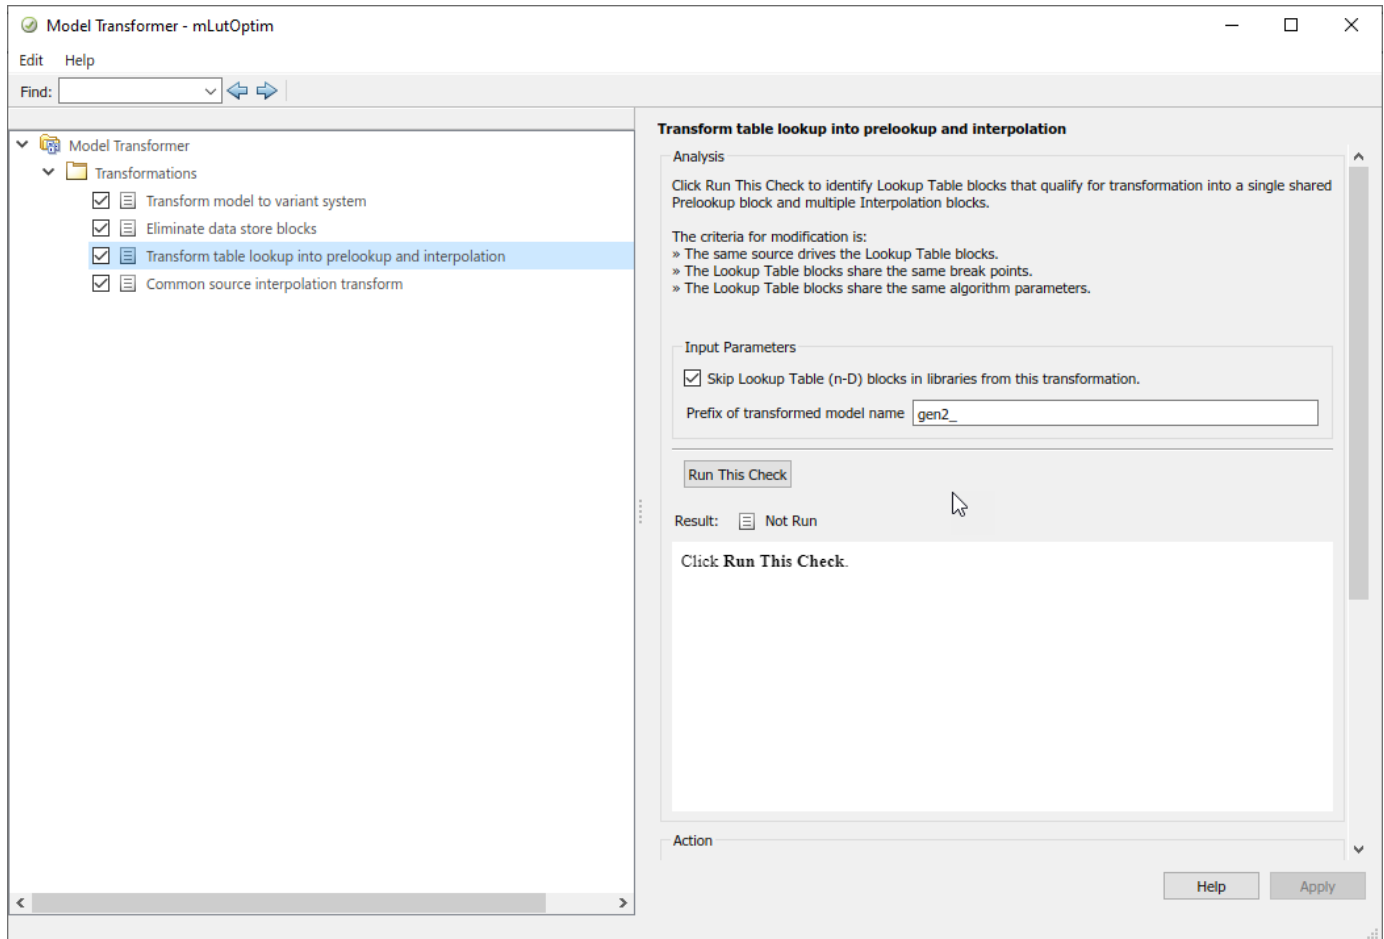 Model Transformer - mLutOptim
Edit Help
Find:
Model Transformer
Transformations
Transform model to variant system
Eliminate data store blocks
Transform table lookup into prelookup and interpolation
Common source interpolation transform
Transform table lookup into prelookup and interpolation
Analysis
Click Run This Check to identify Lookup Table blocks that qualify for transformation into a single shared
Prelookup block and multiple Interpolation blocks.
The criteria for modification is:
» The same source drives the Lookup Table blocks.
» The Lookup Table blocks share the same break points.
» The Lookup Table blocks share the same algorithm parameters.
Input Parameters
Skip Lookup Table (n-D) blocks in libraries from this transformation.
Prefix of transformed model name gen2_
Run This Check
Result: Not Run
Click Run This Check.
Action
Help Apply